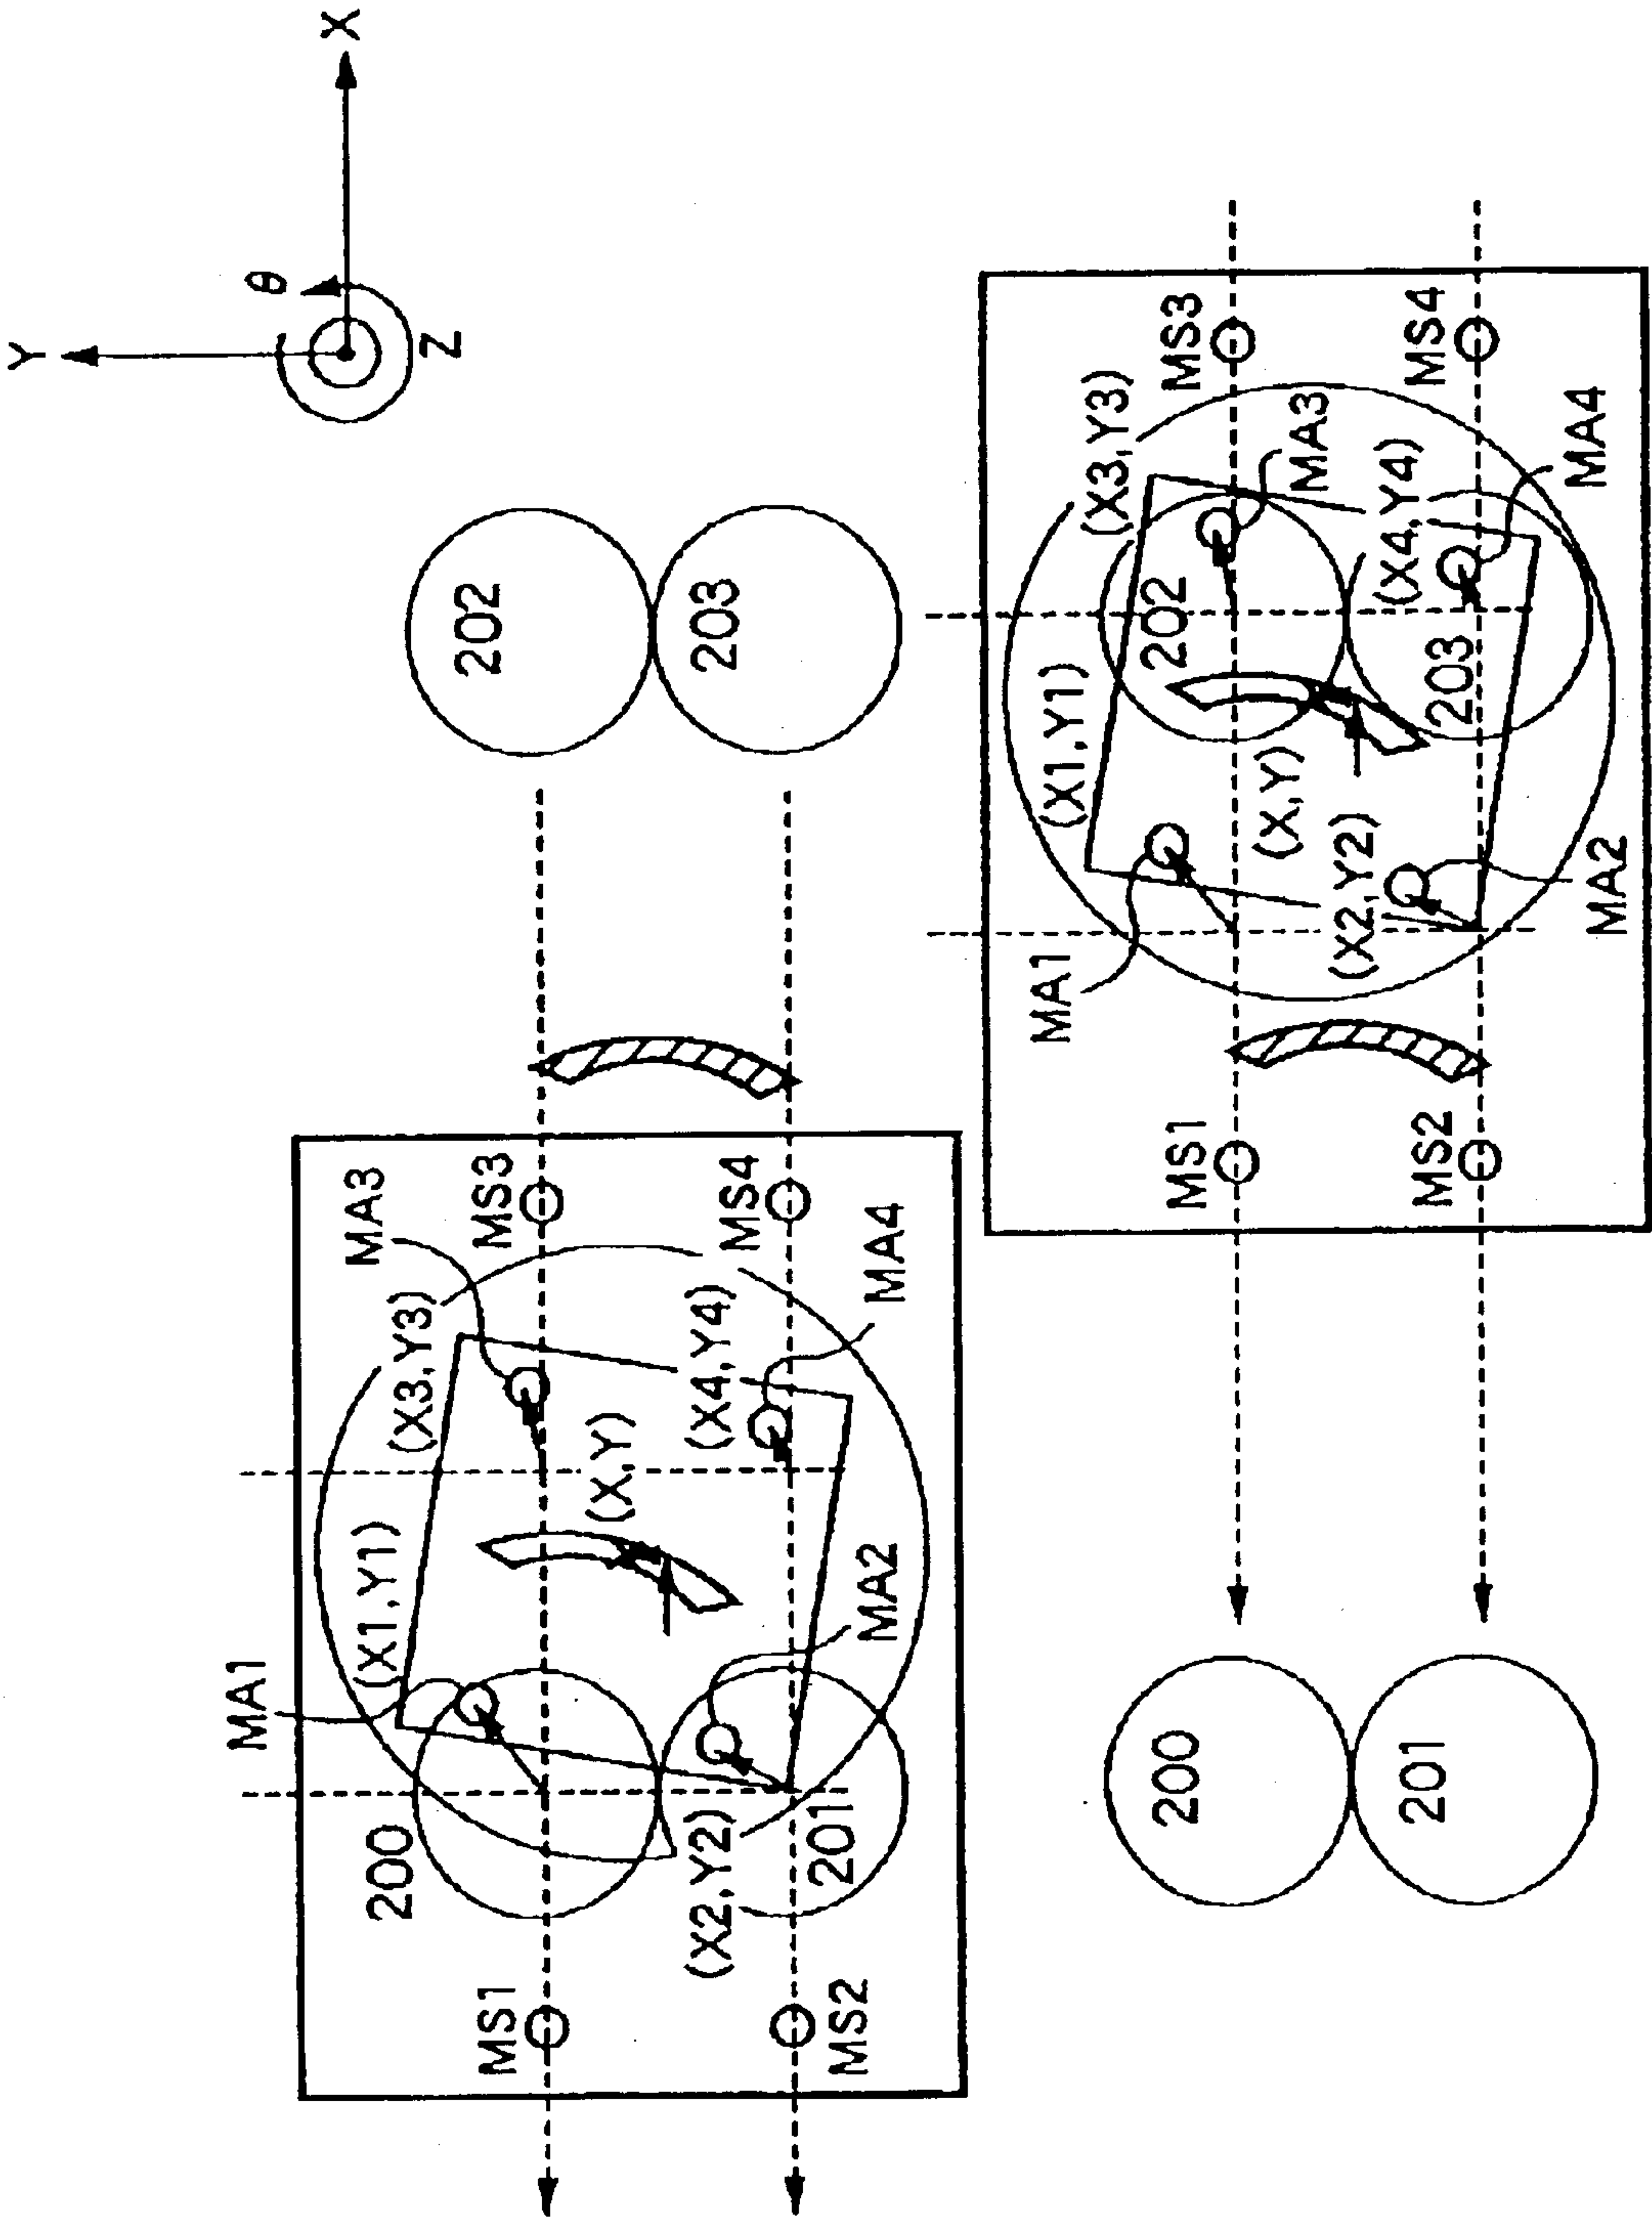 Y
X
θ
Z
202
203
MA3
MS3
MS4
MA4
(X3,Y3)
(X4,Y4)
(X,Y)
(X1,Y1)
MA1
MA2
200
(X2,Y2)
201
MS1
MS2
MS3
MS4
(X3,Y3)
MA3
(X4,Y4)
MA4
202
203
(X1,Y1)
(X,Y)
(X2,Y2)
MA1
MA2
MS1
MS2
200
201